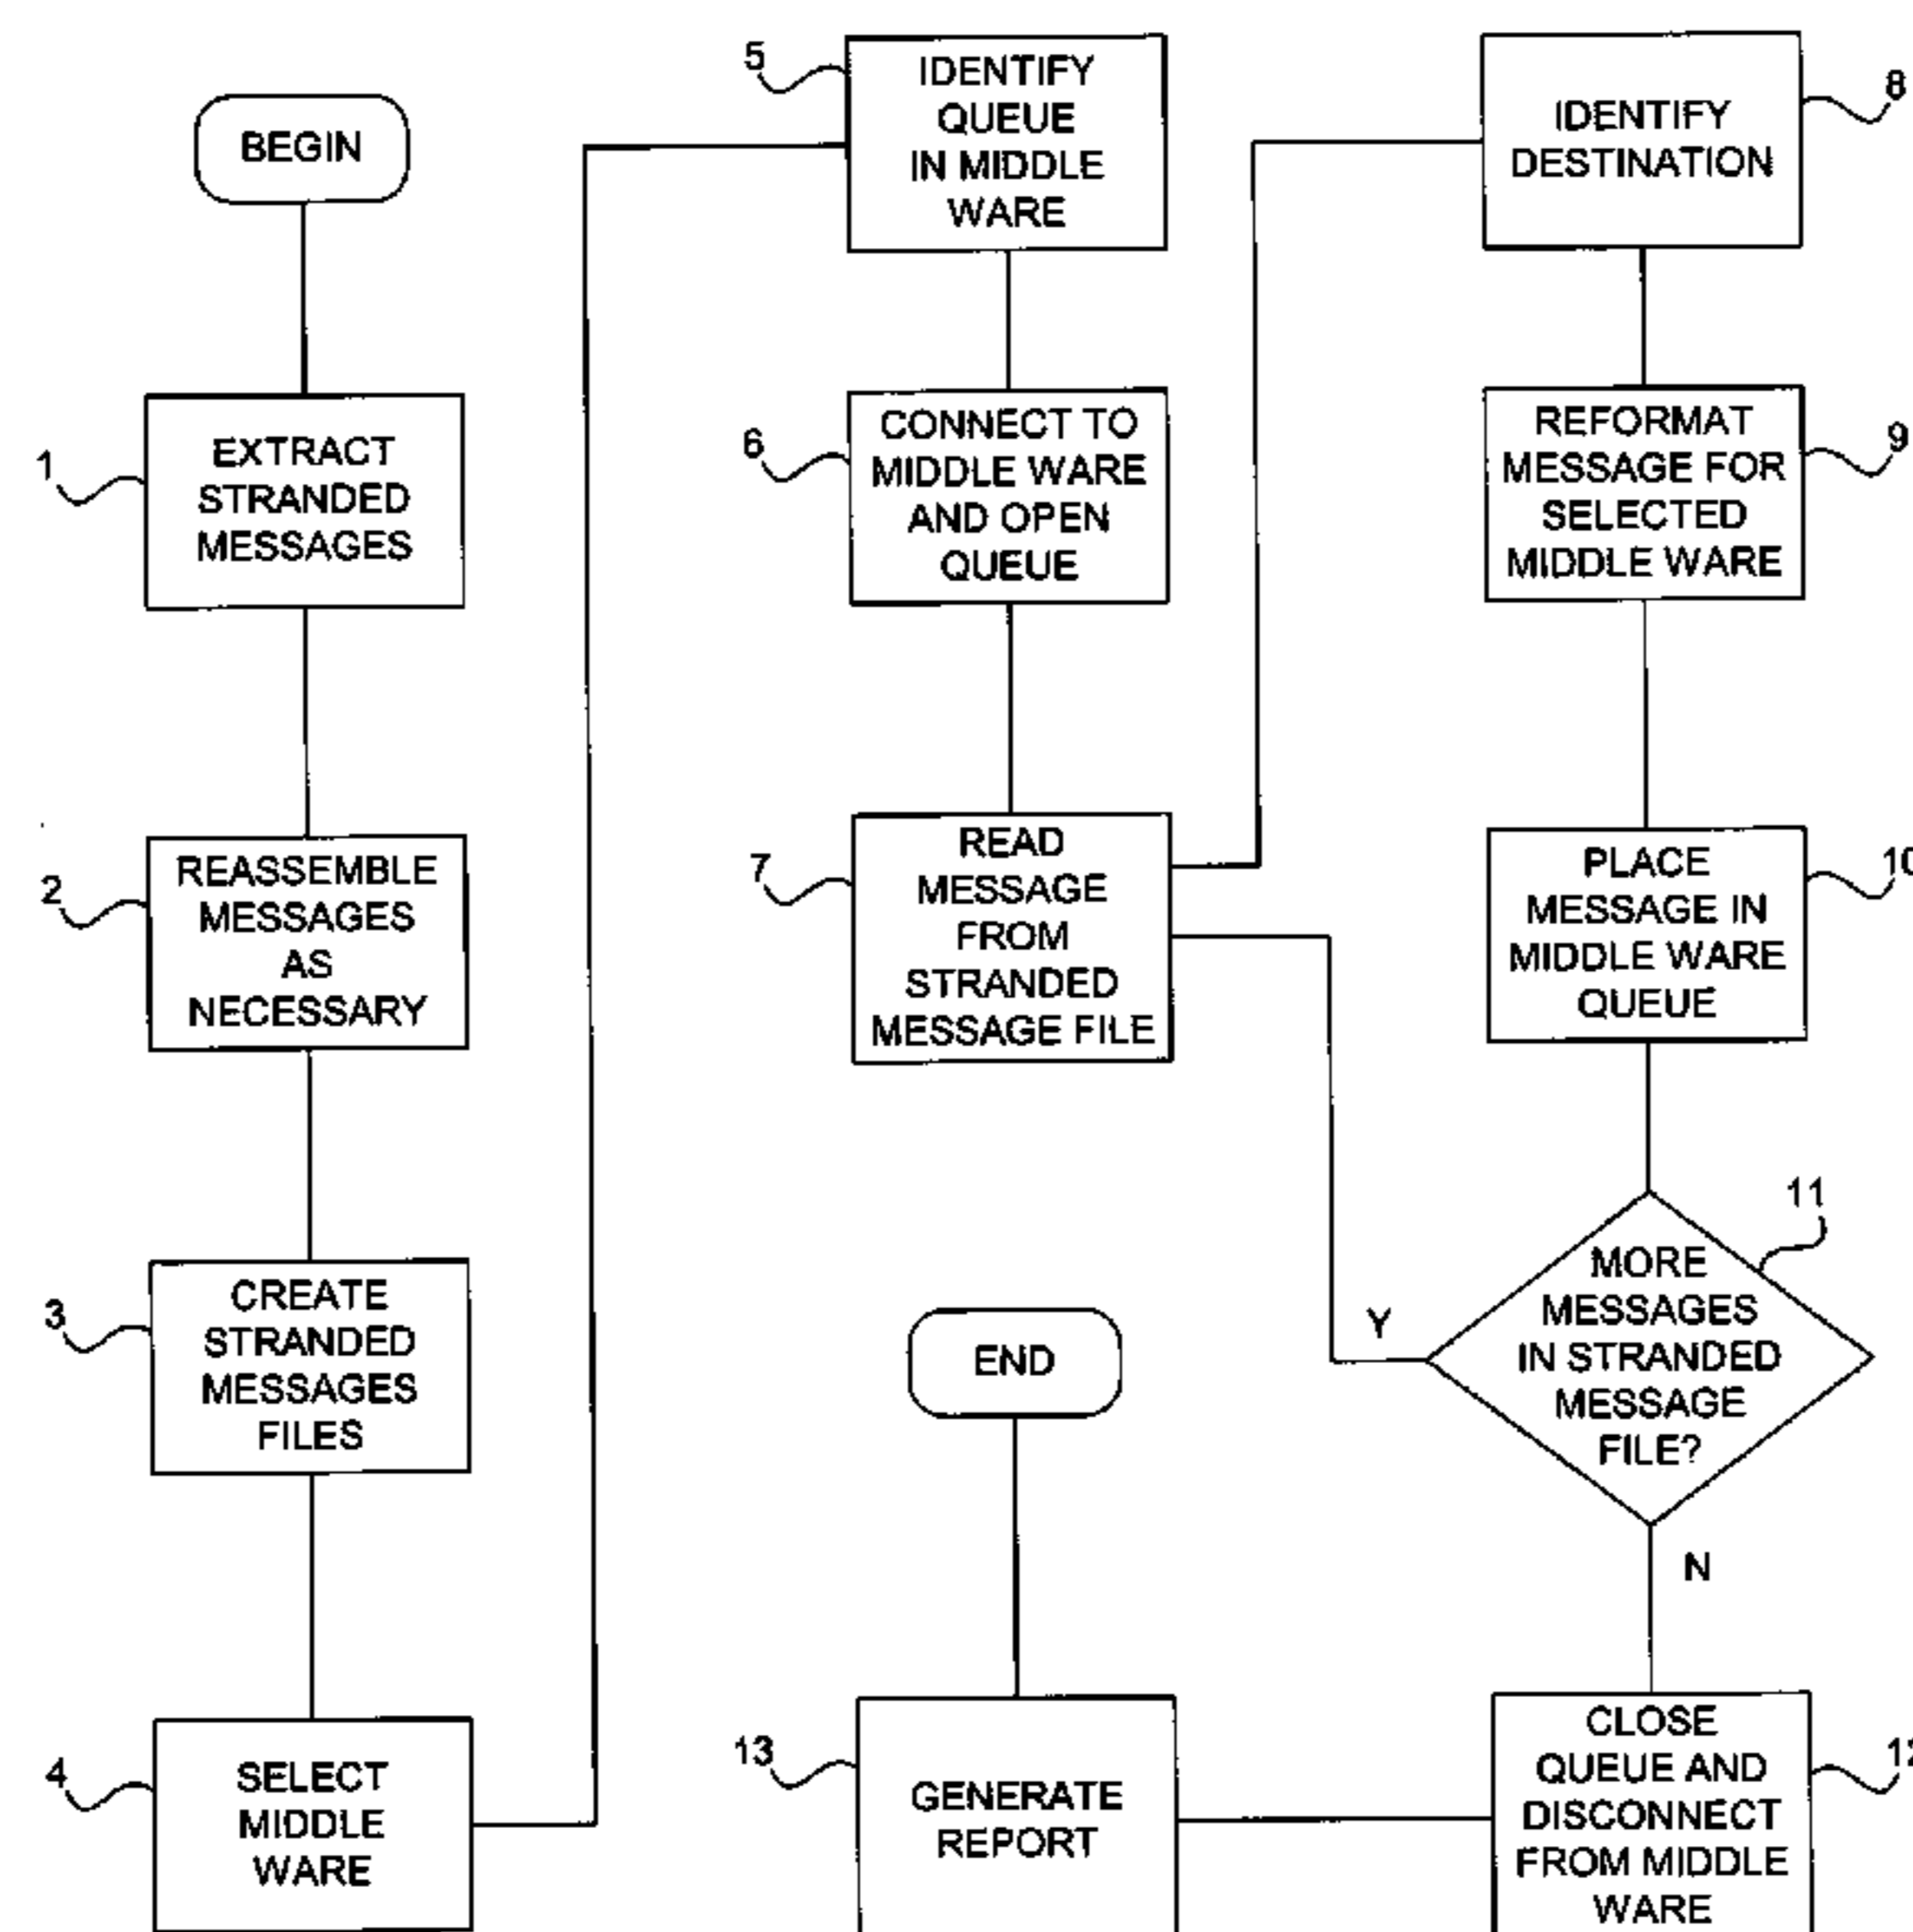 BEGIN
1
EXTRACT
STRANDED
MESSAGES
2
REASSEMBLE
MESSAGES
AS
NECESSARY
3
CREATE
STRANDED
MESSAGES
FILES
4
SELECT
MIDDLE
WARE
5
IDENTIFY
QUEUE
IN MIDDLE
WARE
6
CONNECT TO
MIDDLE WARE
AND OPEN
QUEUE
7
READ
MESSAGE
FROM
STRANDED
MESSAGE FILE
8
IDENTIFY
DESTINATION
9
REFORMAT
MESSAGE FOR
SELECTED
MIDDLE WARE
10
PLACE
MESSAGE IN
MIDDLE WARE
QUEUE
11
MORE
MESSAGES
IN STRANDED
MESSAGE
FILE?
Y
N
12
CLOSE
QUEUE AND
DISCONNECT
FROM MIDDLE
WARE
13
GENERATE
REPORT
END